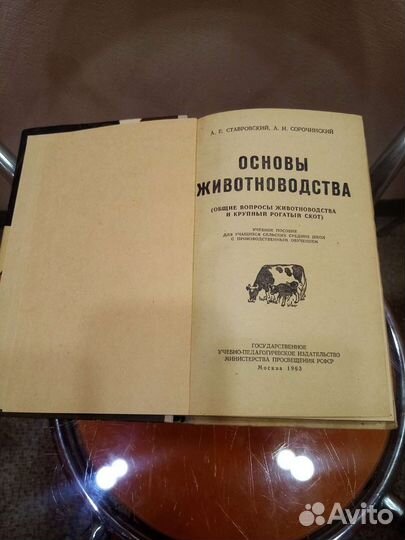 А. Е. СТАВРОВСКИЙ, А. И. СОРОЧИНСКИЙ
ОСНОВЫ
ЖИВОТНОВОДСТВА
(ОБЩИЕ ВОПРОСЫ ЖИВОТНОВОДСТВА
И КРУПНЫЙ РОГАТЫЙ СКОТ)
УЧЕБНОЕ ПОСОБИЕ
ДЛЯ УЧАЩИХСЯ СЕЛЬСКИХ СРЕДНИХ ШКОЛ
С ПРОИЗВОДСТВЕННЫМ ОБУЧЕНИЕМ
ГОСУДАРСТВЕННОЕ
УЧЕБНО-ПЕДАГОГИЧЕСКОЕ ИЗДАТЕЛЬСТВО
МИНИСТЕРСТВА ПРОСВЕЩЕНИЯ РСФСР
Москва 1963
Avito